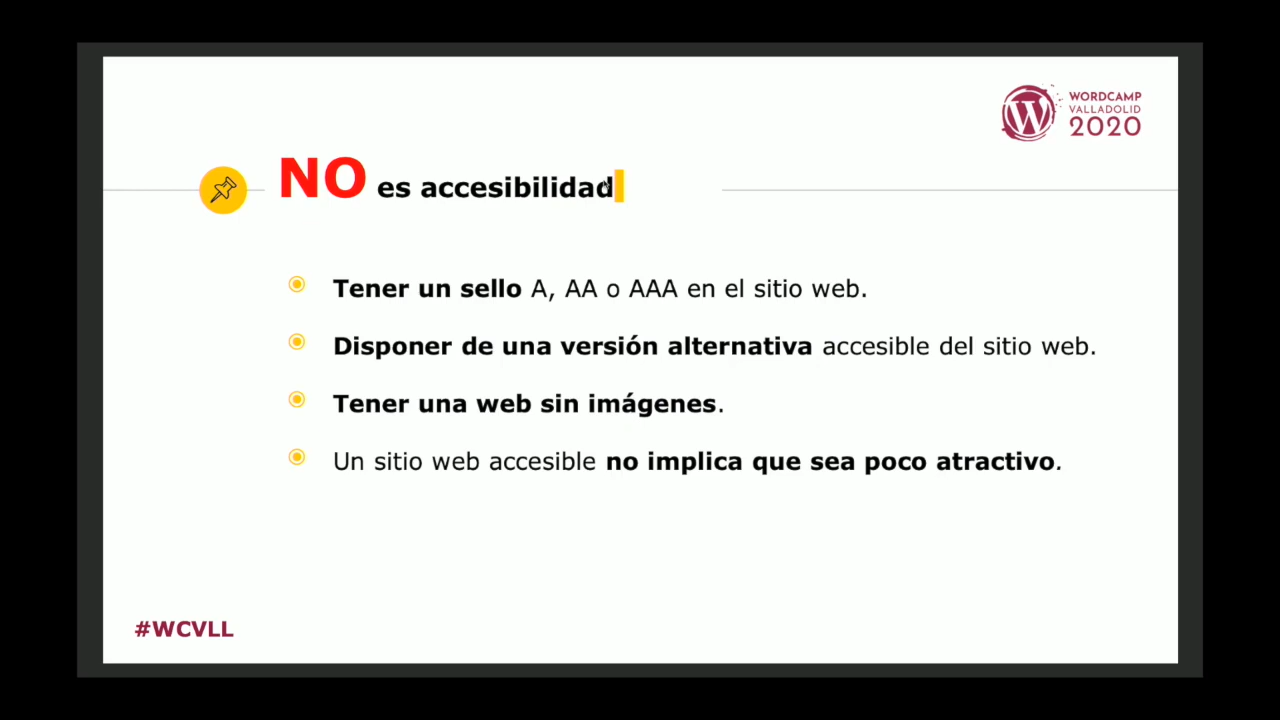 WORDCAMP
VALLADOLID
2020
NO es accesibilidad
Tener un sello A, AA o AAA en el sitio web.
Disponer de una versión alternativa accesible del sitio web.
Tener una web sin imágenes.
Un sitio web accesible no implica que sea poco atractivo.
#WCVLL